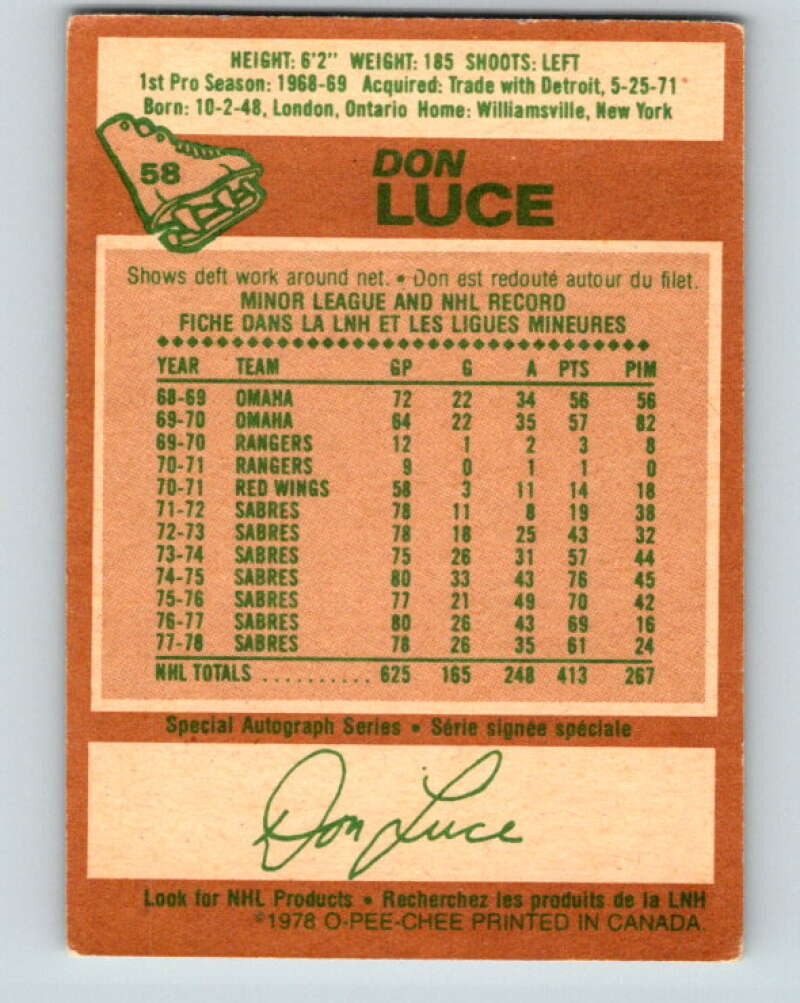 HEIGHT: 6'2" WEIGHT: 185 SHOOTS: LEFT
1st Pro Season: 1968-69 Acquired: Trade with Detroit, 5-25-71
Born: 10-2-48, London, Ontario Home: Williamsville, New York
58
DON
LUCE
Shows deft work around net. • Don est redouté autour du filet.
MINOR LEAGUE AND NHL RECORD
FICHE DANS LA LNH ET LES LIGUES MINEURES
YEAR TEAM GP G A PTS PIM
68-69 OMAHA 72 22 34 56 56
69-70 OMAHA 64 22 35 57 82
69-70 RANGERS 12 1 2 3 8
70-71 RANGERS 9 0 1 1 0
70-71 RED WINGS 58 3 11 14 18
71-72 SABRES 78 11 8 19 38
72-73 SABRES 78 18 25 43 32
73-74 SABRES 75 26 31 57 44
74-75 SABRES 80 33 43 76 45
75-76 SABRES 77 21 49 70 42
76-77 SABRES 80 26 43 69 16
77-78 SABRES 78 26 35 61 24
NHL TOTALS .......... 625 165 248 413 267
Special Autograph Series • Série signée spéciale
Don Luce
Look for NHL Products • Recherchez les produits de la LNH
©1978 O-PEE-CHEE PRINTED IN CANADA.